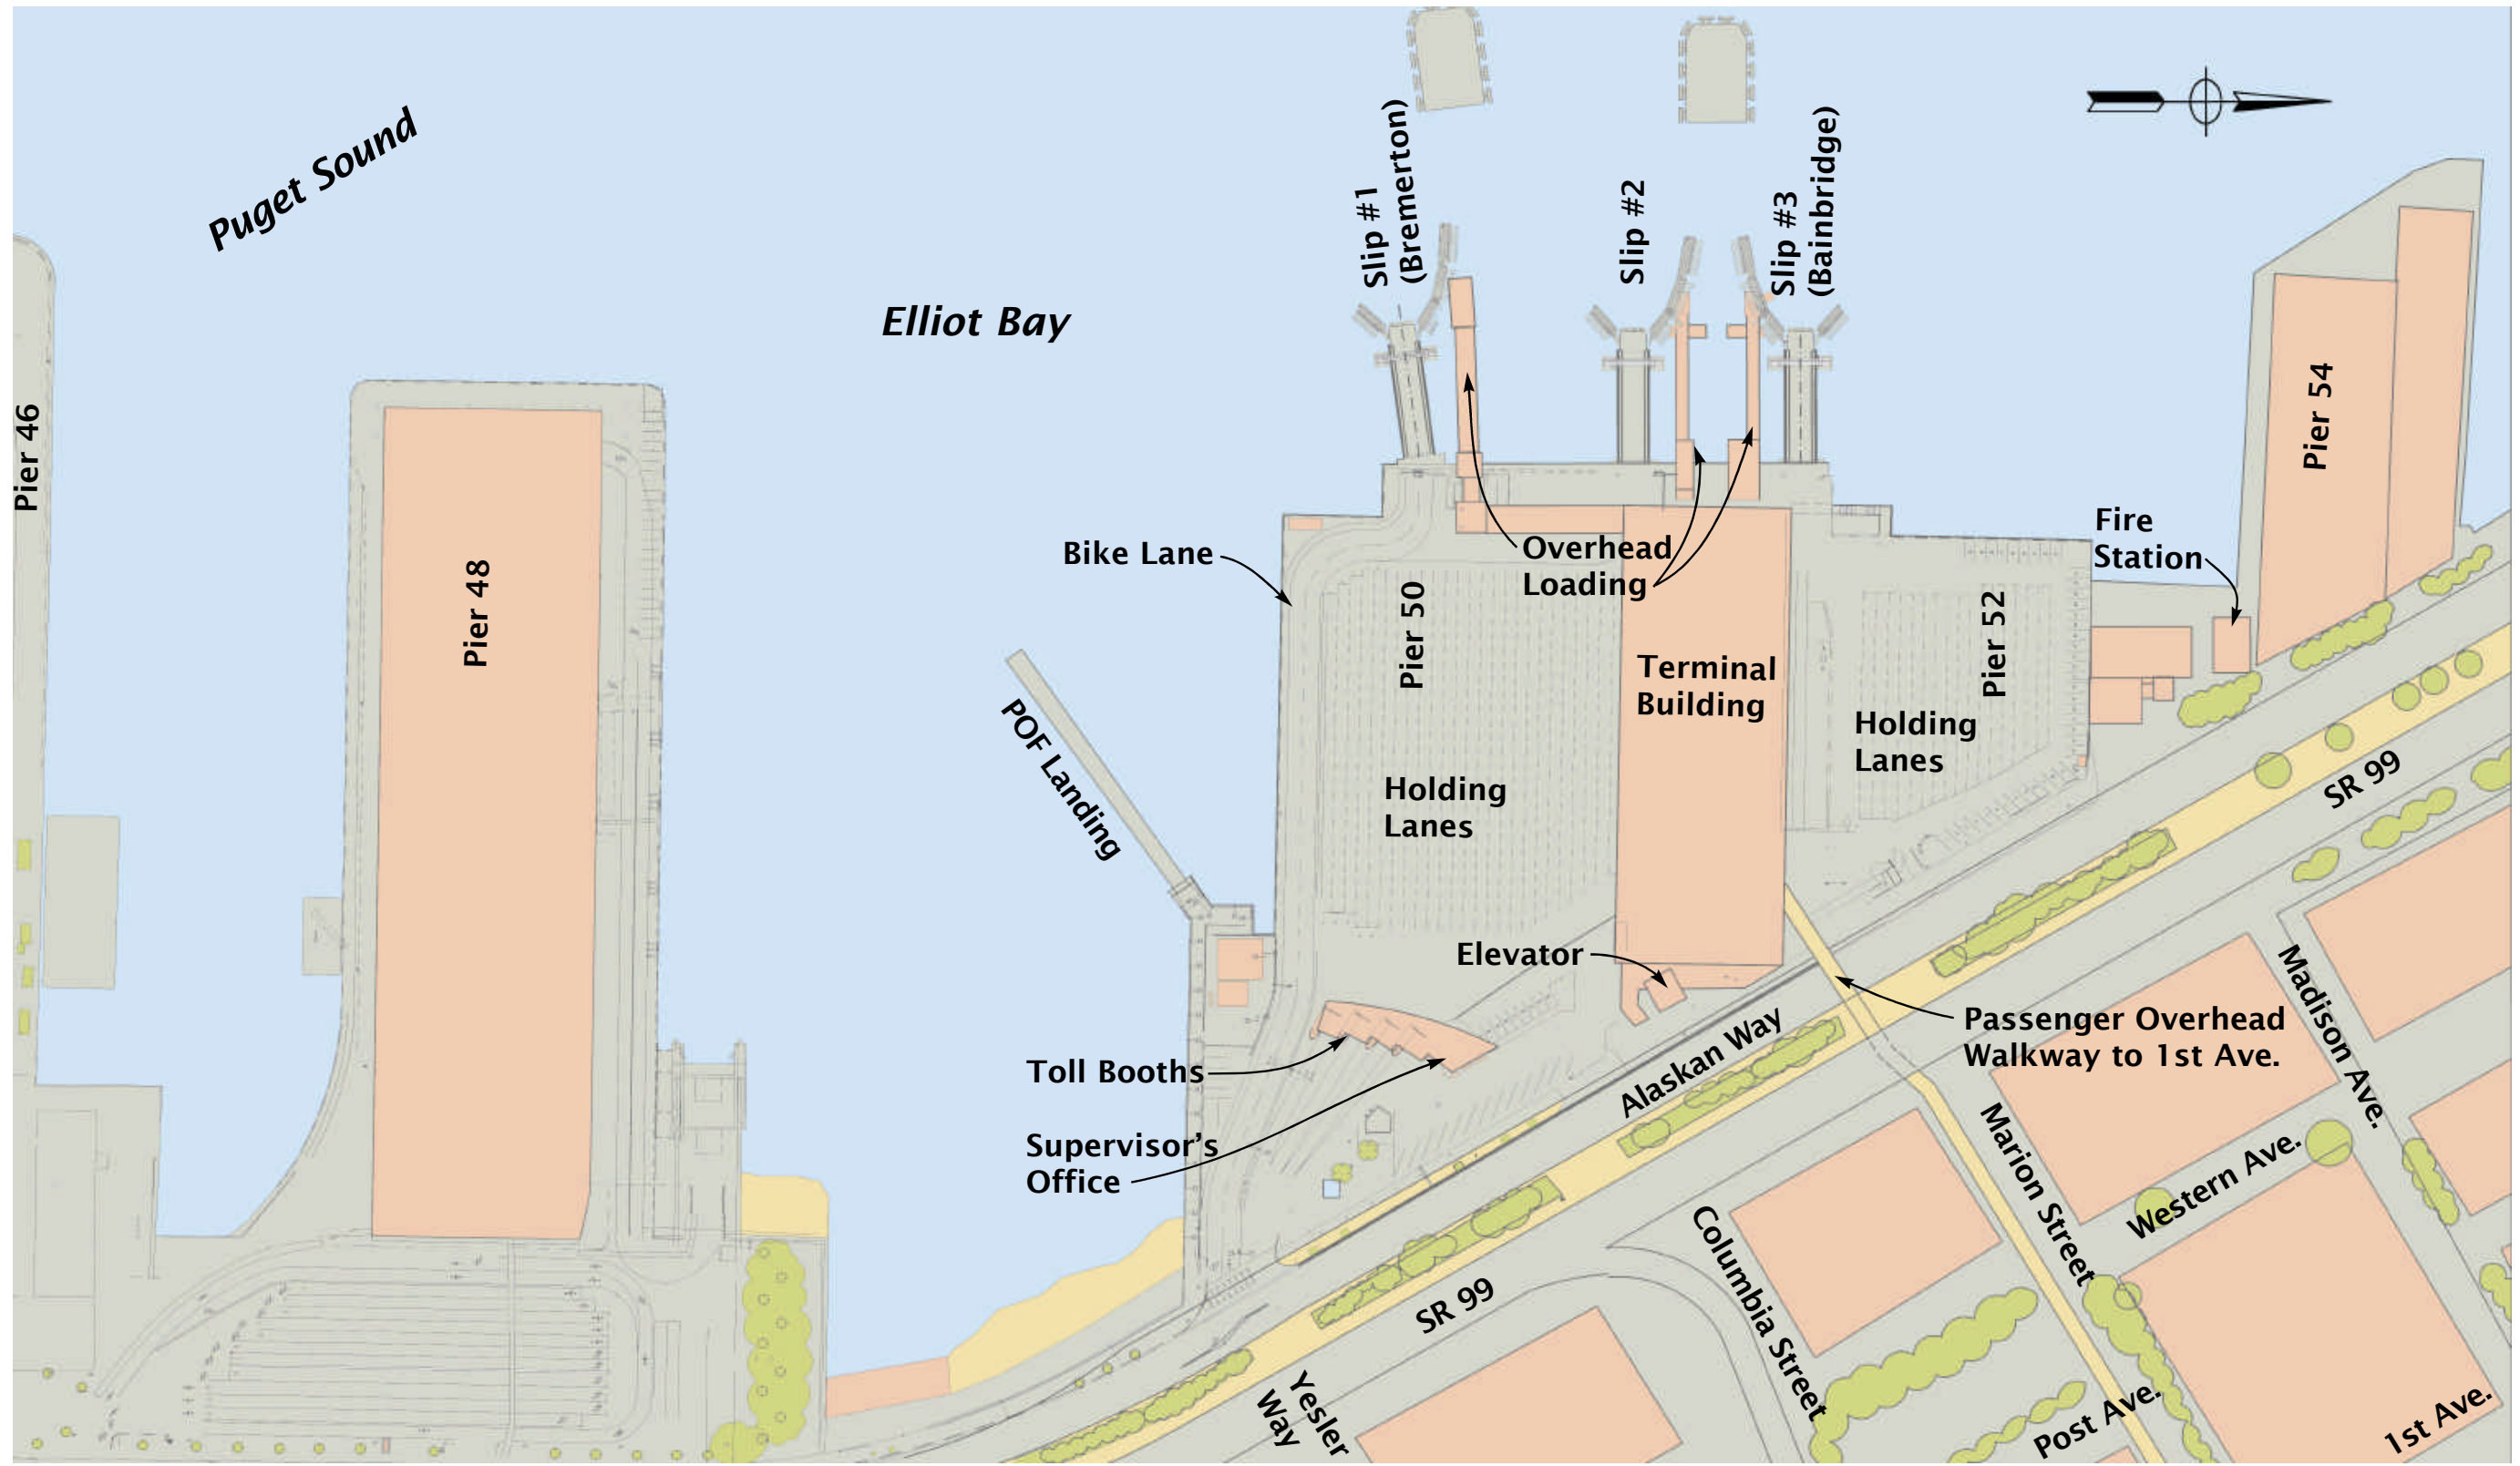 Puget Sound
Elliot Bay
Slip #1
(Bremerton)
Slip #2
Slip #3
(Bainbridge)
Pier 46
Pier 48
Bike Lane
Pier 50
Overhead
Loading
Pier 52
Fire
Station
Pier 54
POF Landing
Terminal
Building
Holding
Lanes
Holding
Lanes
SR 99
Elevator
Toll Booths
Supervisor's
Office
Alaskan Way
Passenger Overhead
Walkway to 1st Ave.
Madison Ave.
Marion Street
Western Ave.
Columbia Street
SR 99
Yesler
Way
Post Ave.
1st Ave.